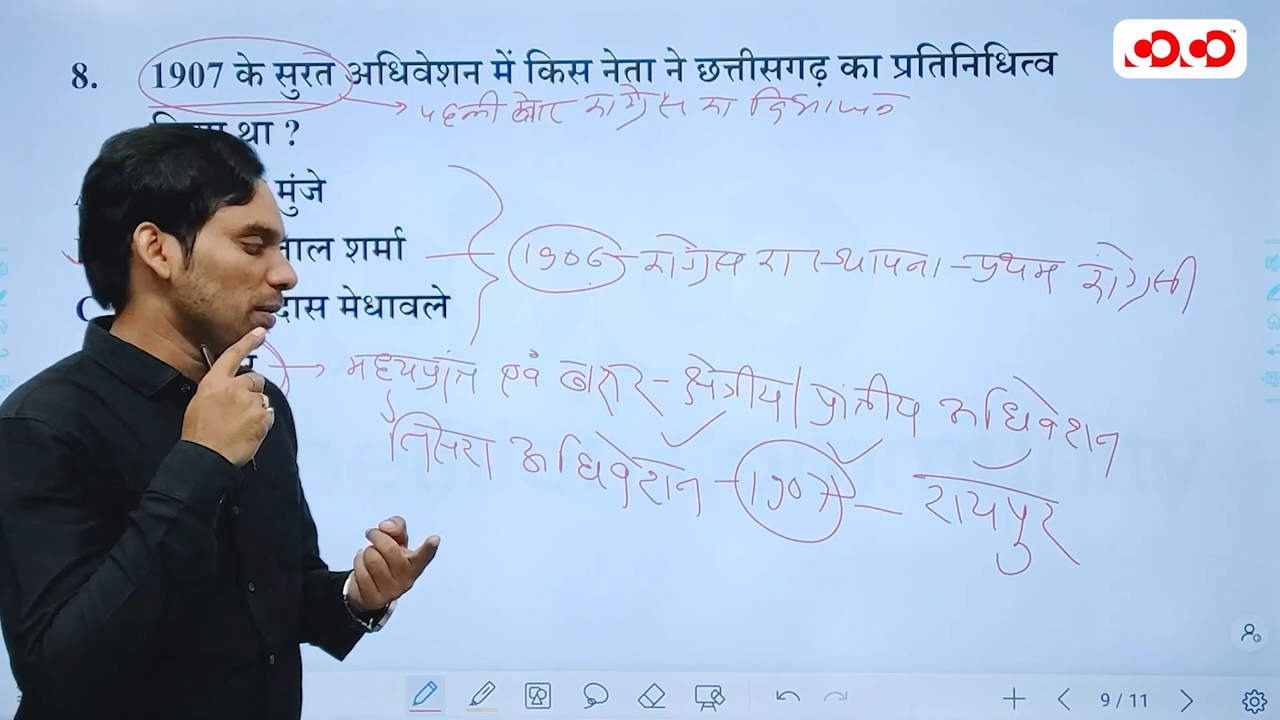 8. 1907 के सुरत अधिवेशन में किस नेता ने छत्तीसगढ़ का प्रतिनिधित्व
पहली बार कांग्रेस का विभाजन
था ?
मुंजे
लाल शर्मा
1906 कांग्रेस का स्थापना - प्रथम कांग्रेसी
C दास मेधावले
मध्यप्रांत एवं बरार - क्षेत्रीय / प्रांतीय अधिवेशन
तिसरा अधिवेशन - 1907 - रायपुर
9 / 11